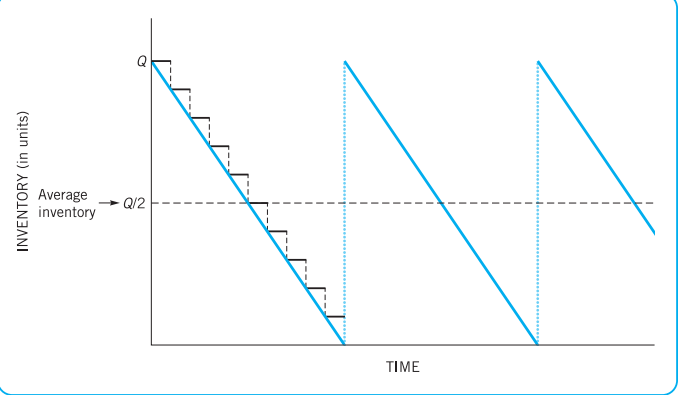 Q
INVENTORY (in units)
Average
inventory
Q/2
TIME